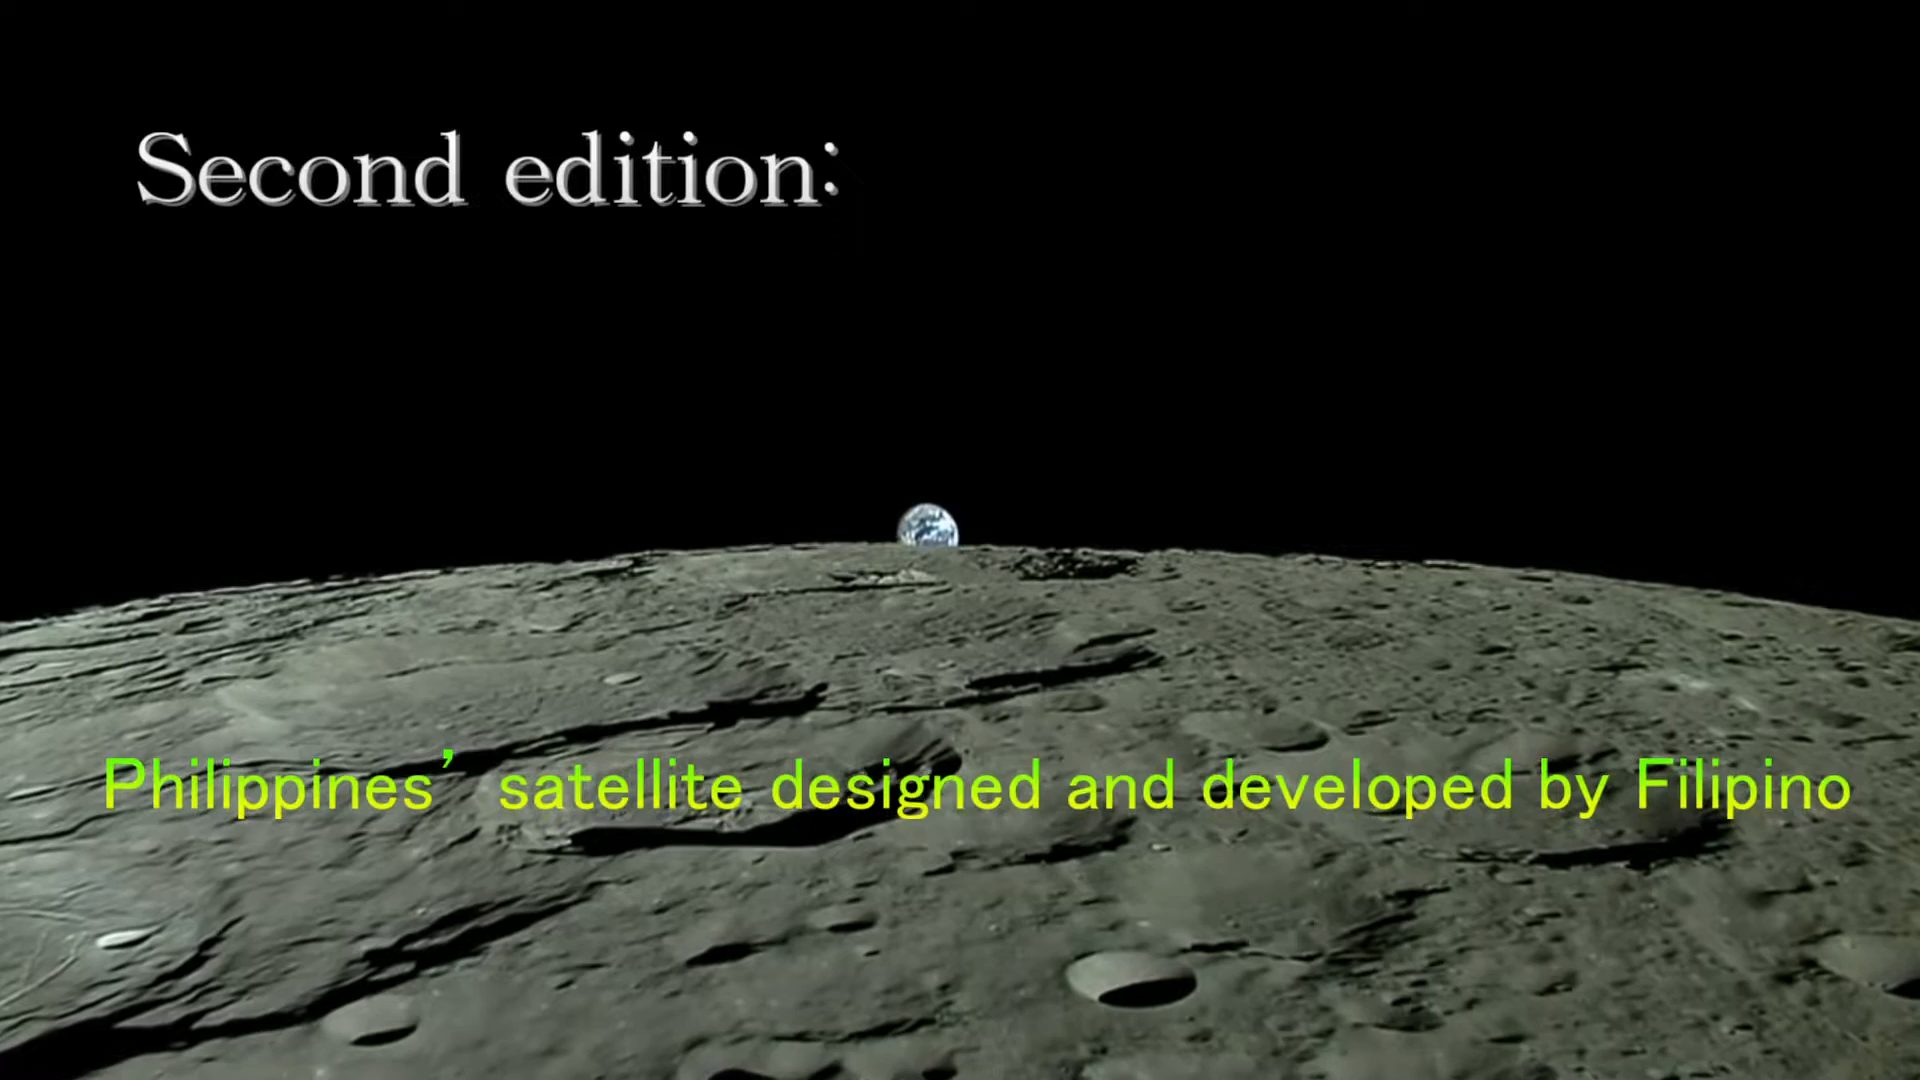 Second edition:
Philippines’ satellite designed and developed by Filipino